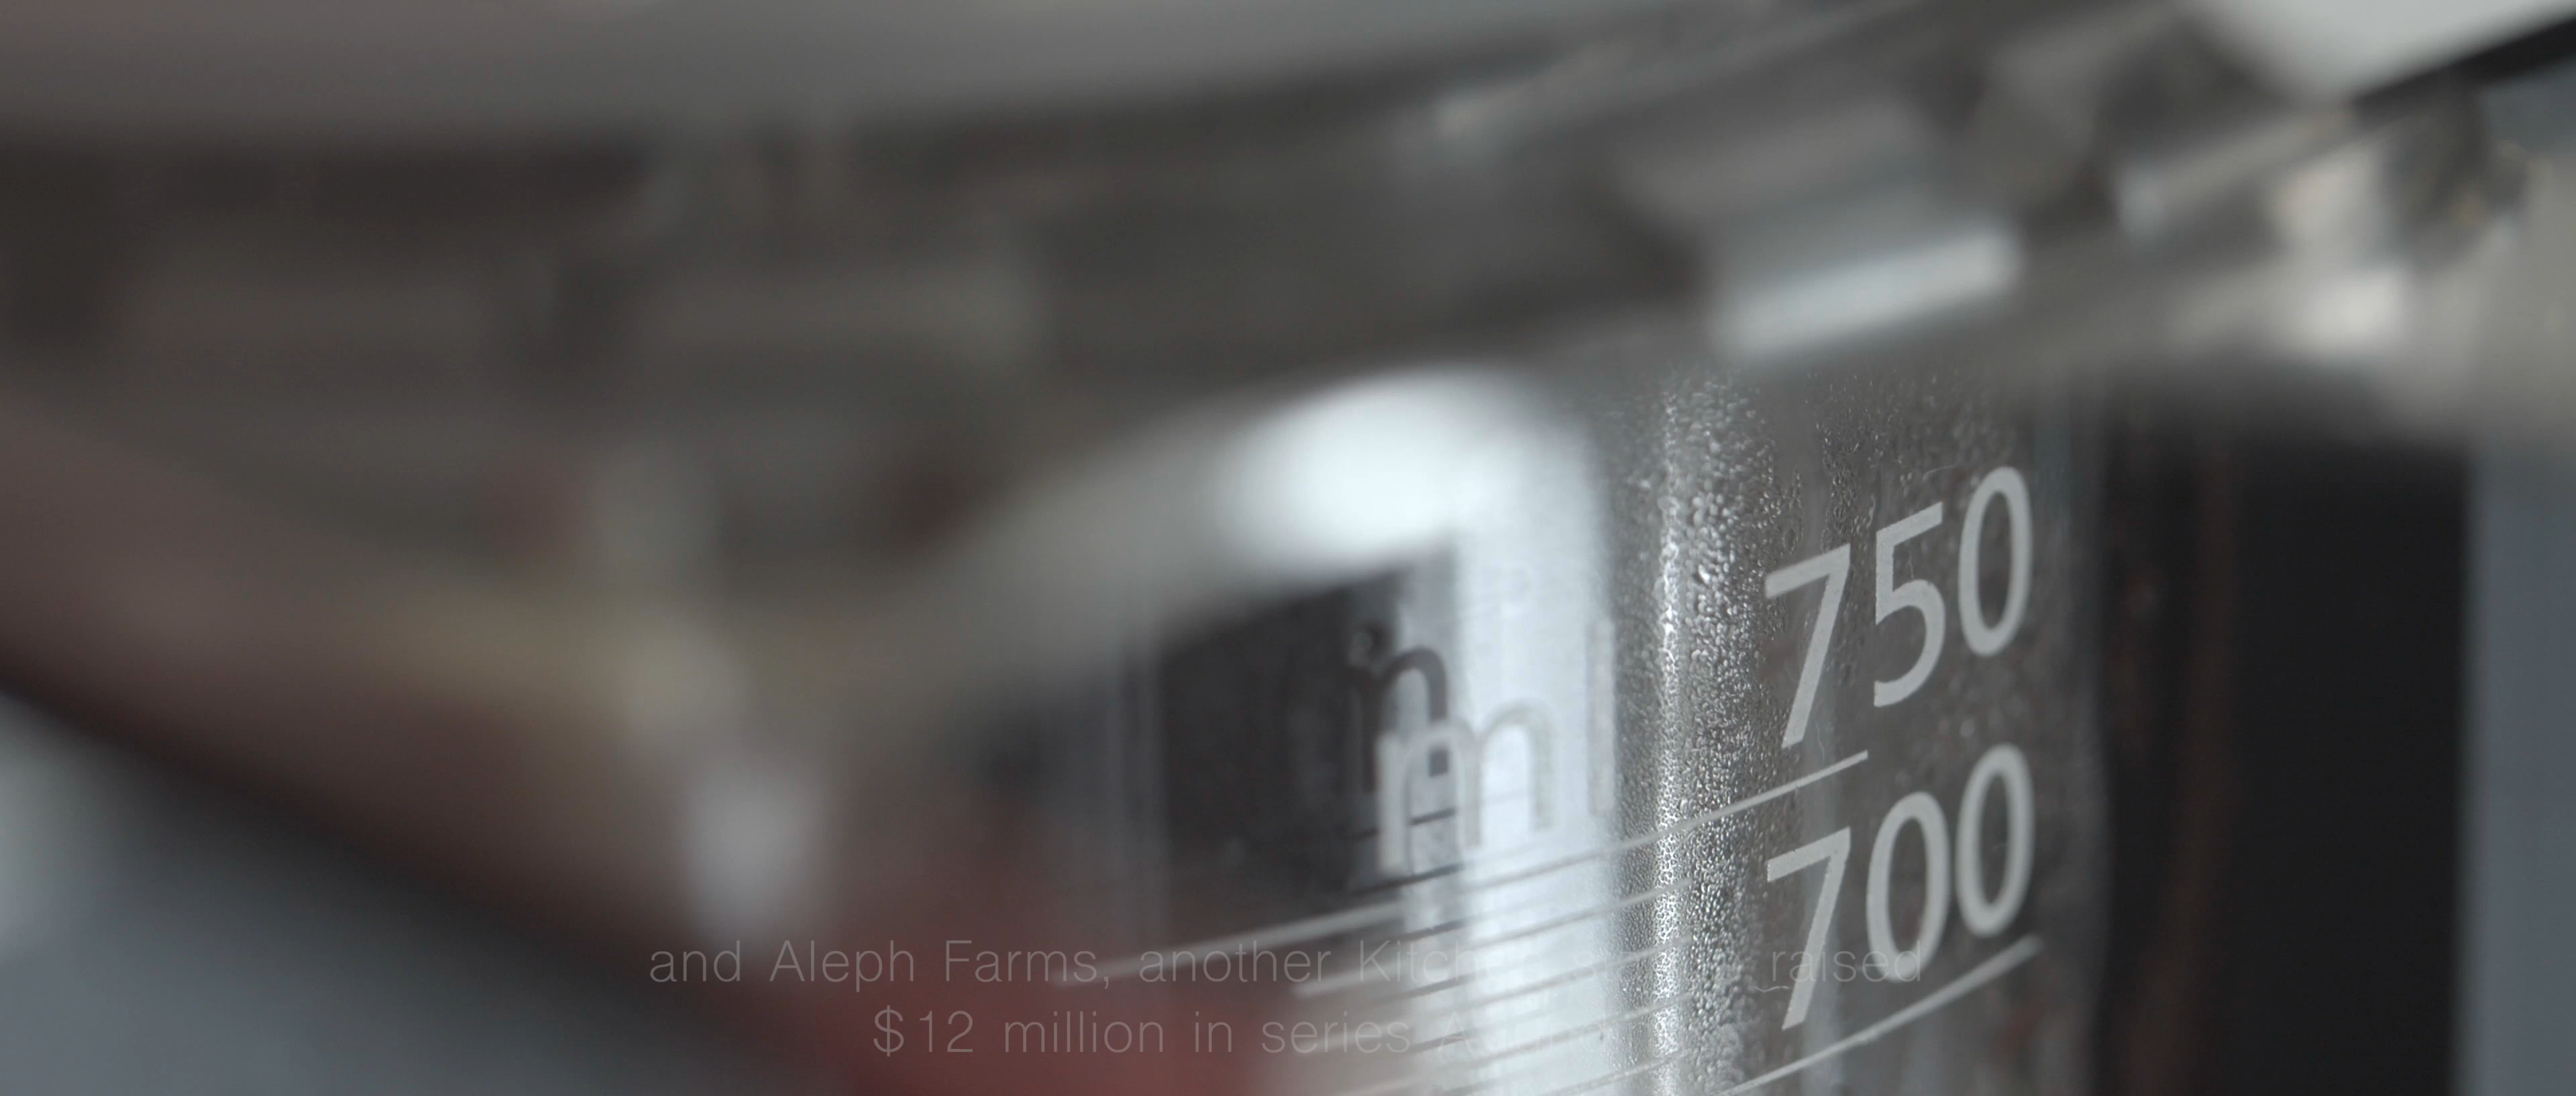 750
ml
700
and Aleph Farms, another raised
$12 million in series